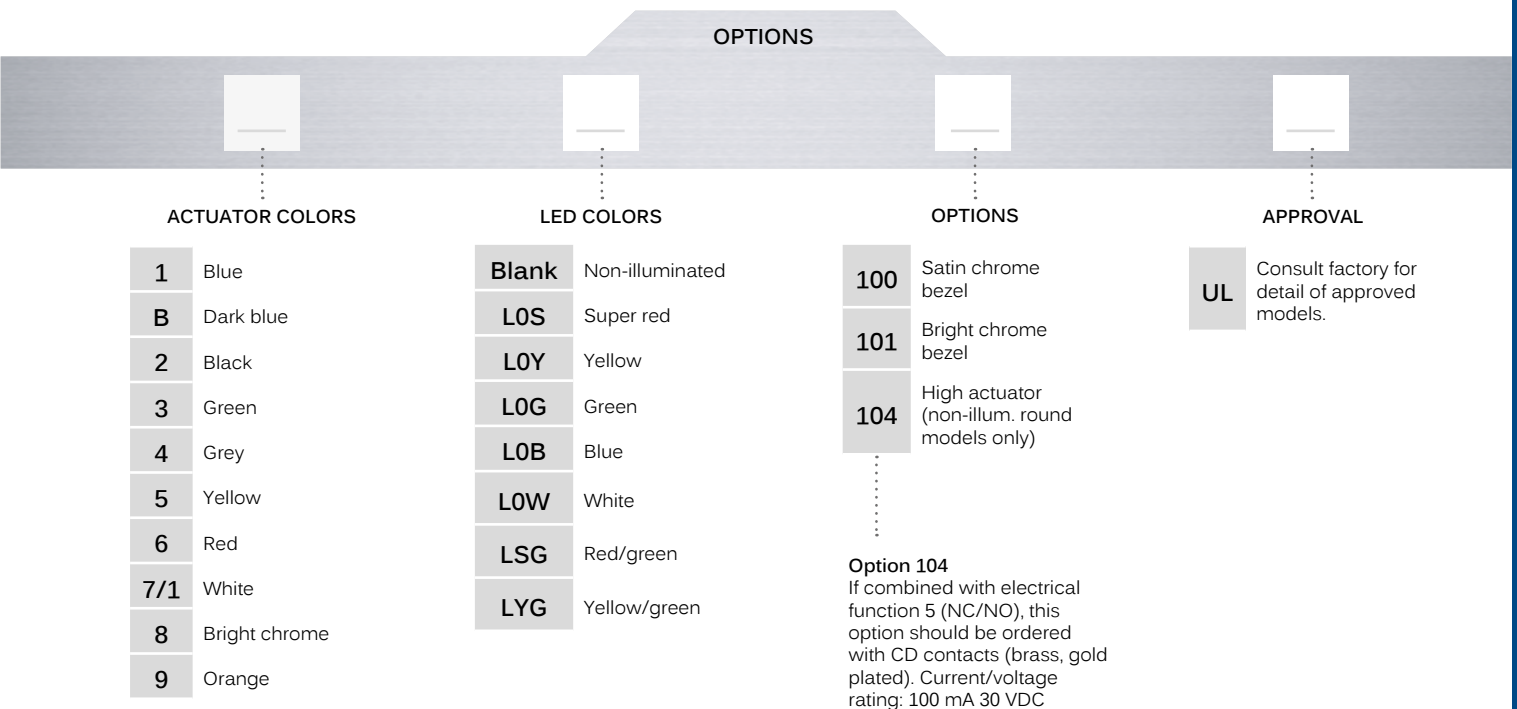 OPTIONS
ACTUATOR COLORS
1 Blue
B Dark blue
2 Black
3 Green
4 Grey
5 Yellow
6 Red
7/1 White
8 Bright chrome
9 Orange
LED COLORS
Blank Non-illuminated
L0S Super red
L0Y Yellow
L0G Green
L0B Blue
L0W White
LSG Red/green
LYG Yellow/green
OPTIONS
100 Satin chrome
bezel
101 Bright chrome
bezel
104 High actuator
(non-illum. round
models only)
Option 104
If combined with electrical
function 5 (NC/NO), this
option should be ordered
with CD contacts (brass, gold
plated). Current/voltage
rating: 100 mA 30 VDC
APPROVAL
UL Consult factory for
detail of approved
models.